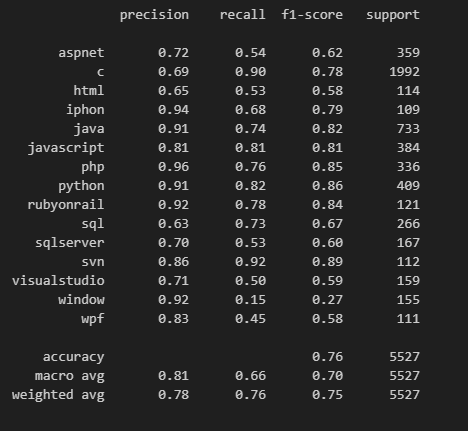 precision recall f1-score support
aspnet 0.72 0.54 0.62 359
c 0.69 0.90 0.78 1992
html 0.65 0.53 0.58 114
iphon 0.94 0.68 0.79 109
java 0.91 0.74 0.82 733
javascript 0.81 0.81 0.81 384
php 0.96 0.76 0.85 336
python 0.91 0.82 0.86 409
rubyonrail 0.92 0.78 0.84 121
sql 0.63 0.73 0.67 266
sqlserver 0.70 0.53 0.60 167
svn 0.86 0.92 0.89 112
visualstudio 0.71 0.50 0.59 159
window 0.92 0.15 0.27 155
wpf 0.83 0.45 0.58 111
accuracy 0.76 5527
macro avg 0.81 0.66 0.70 5527
weighted avg 0.78 0.76 0.75 5527